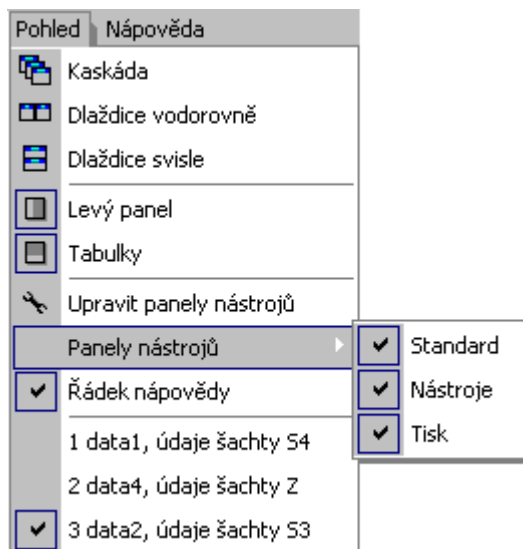 Pohled Nápověda
Kaskáda
Dlaždice vodorovně
Dlaždice svisle
Levý panel
Tabulky
Upravit panely nástrojů
Panely nástrojů
Standard
Nástroje
Tisk
Řádek nápovědy
1 data1, údaje šachty S4
2 data4, údaje šachty Z
3 data2, údaje šachty S3